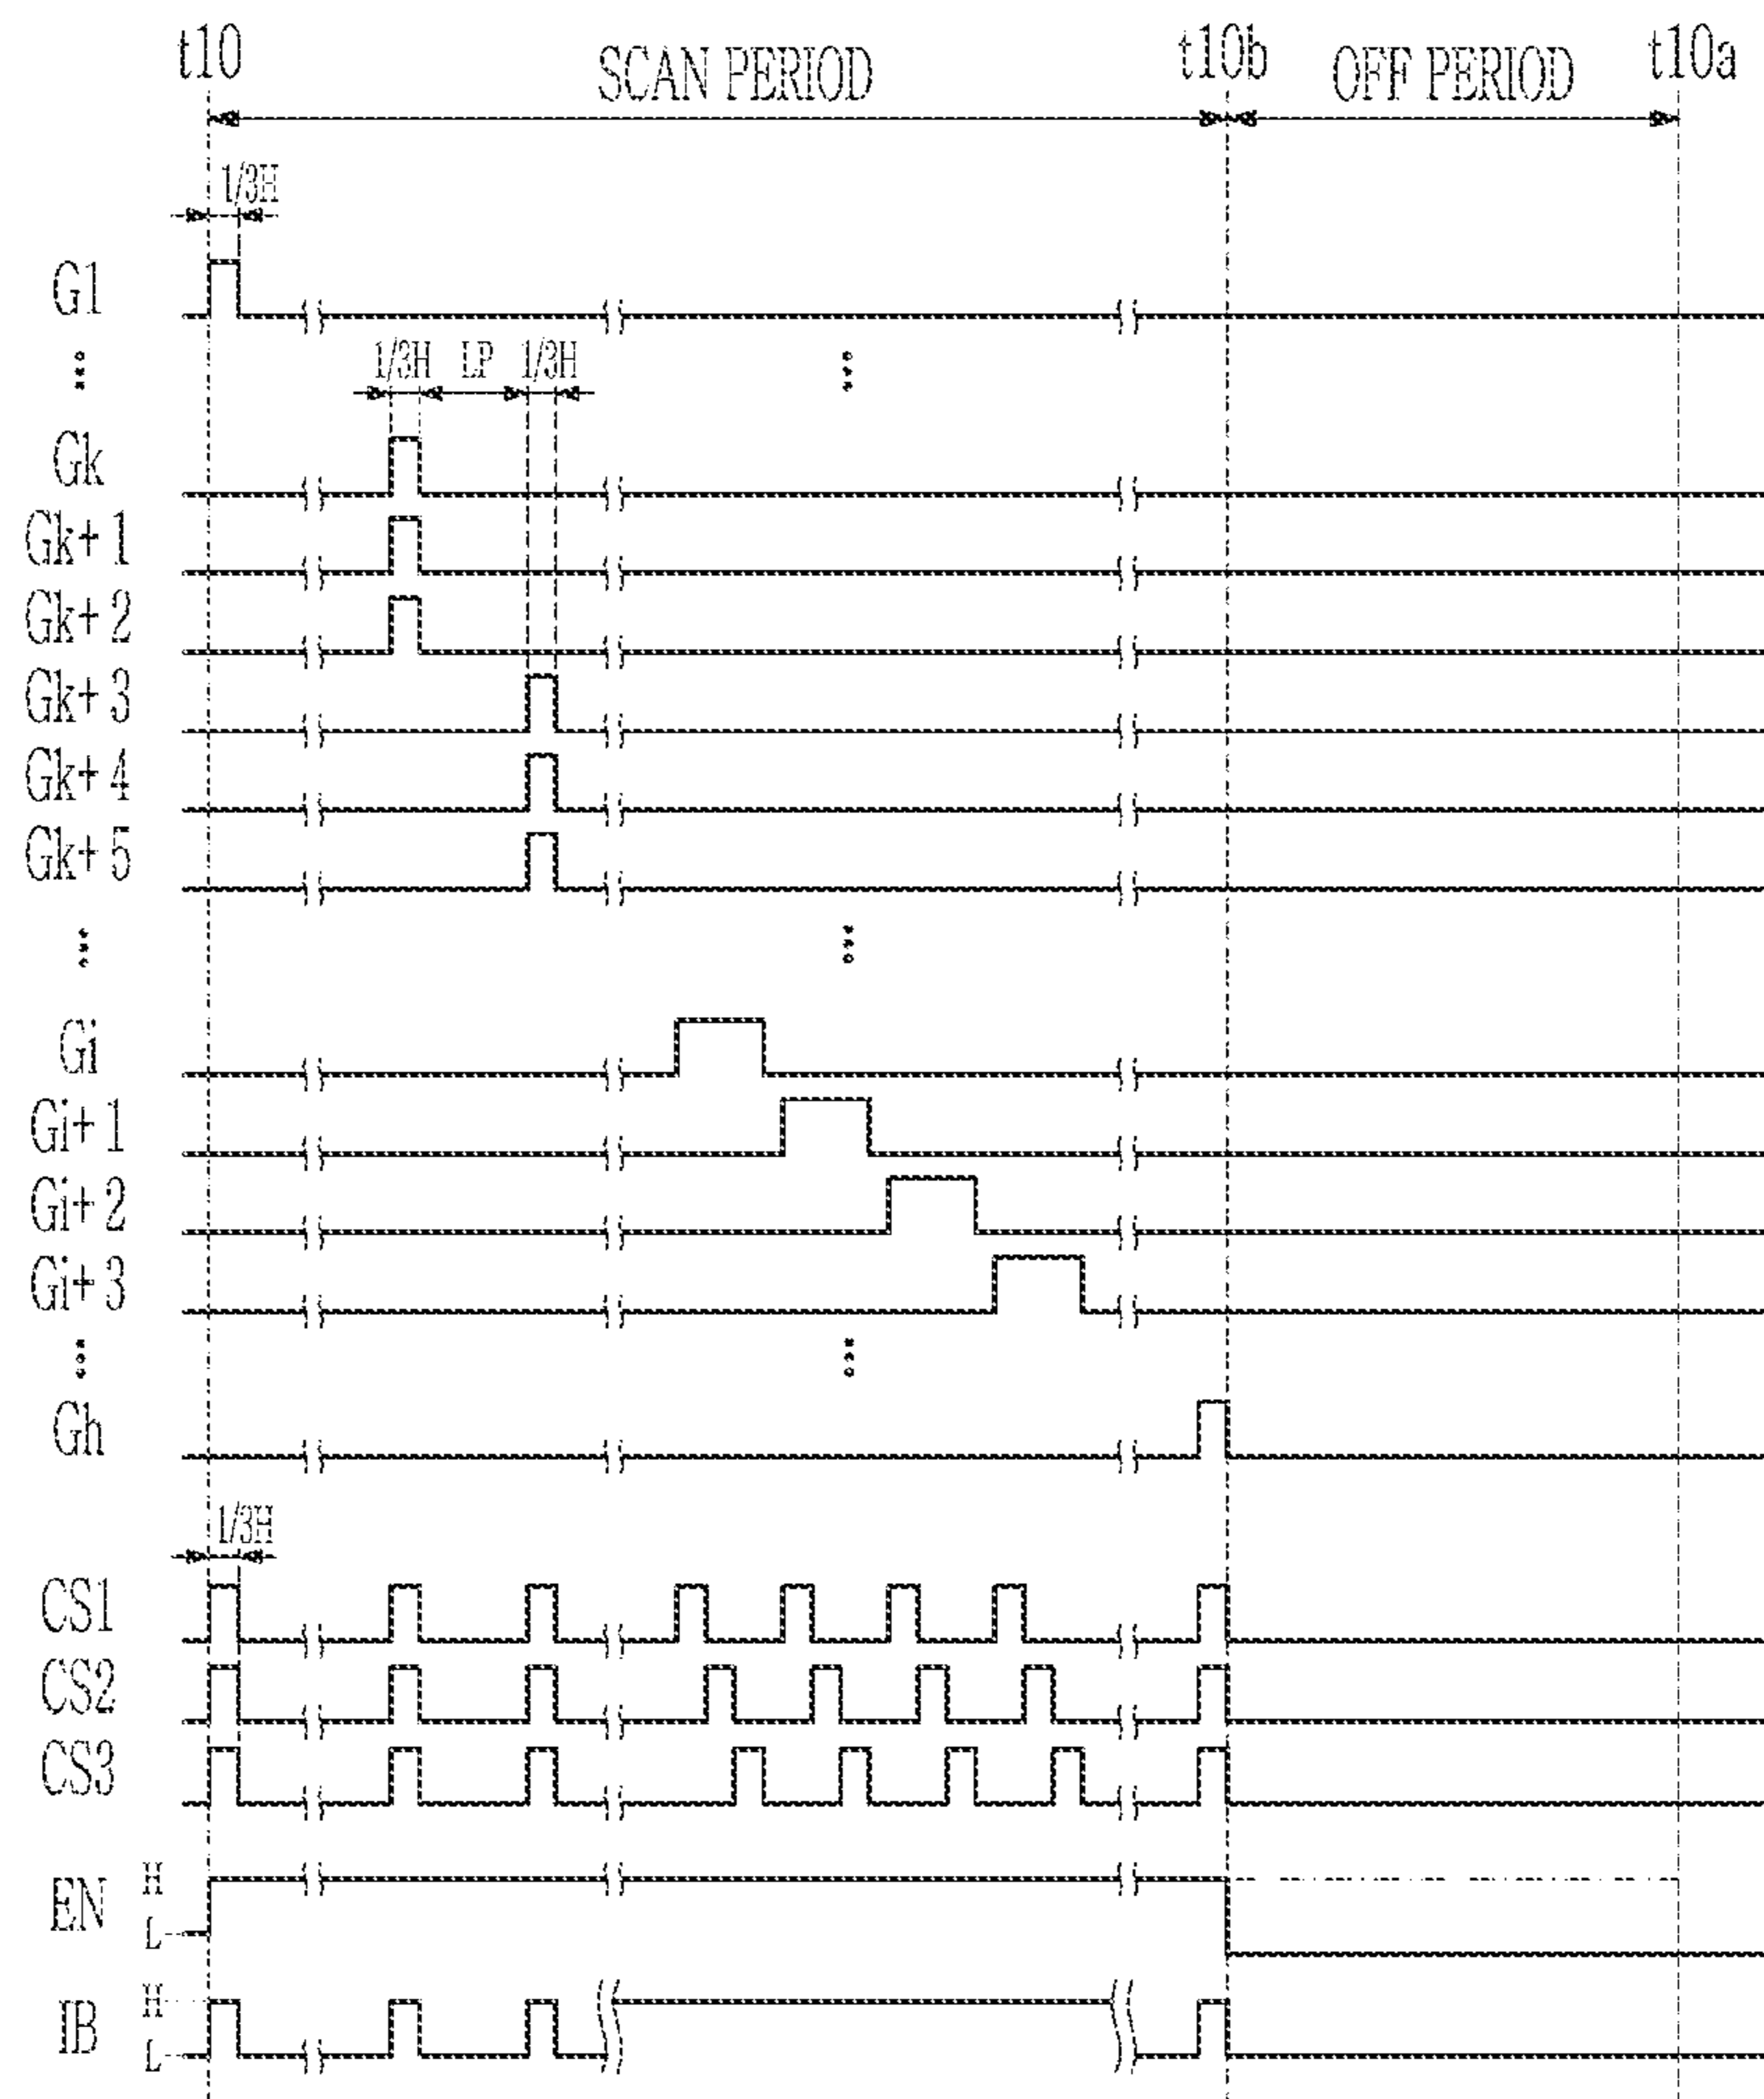 t10 SCAN PERIOD t10b OFF PERIOD t10a
1/3H
G1
1/3H LP 1/3H
Gk
Gk+1
Gk+2
Gk+3
Gk+4
Gk+5
Gi
Gi+1
Gi+2
Gi+3
Gh
1/3H
CS1
CS2
CS3
EN H
L
IB H
L